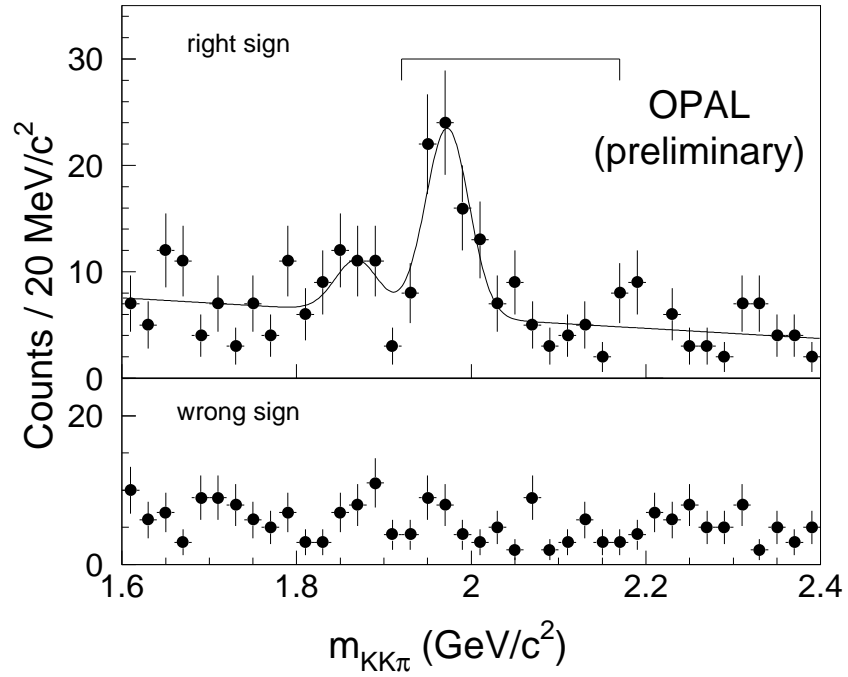 right sign
OPAL
(preliminary)
30
20
10
0
Counts / 20 MeV/c²
wrong sign
20
0
1.6 1.8 2 2.2 2.4
m_KKπ (GeV/c²)